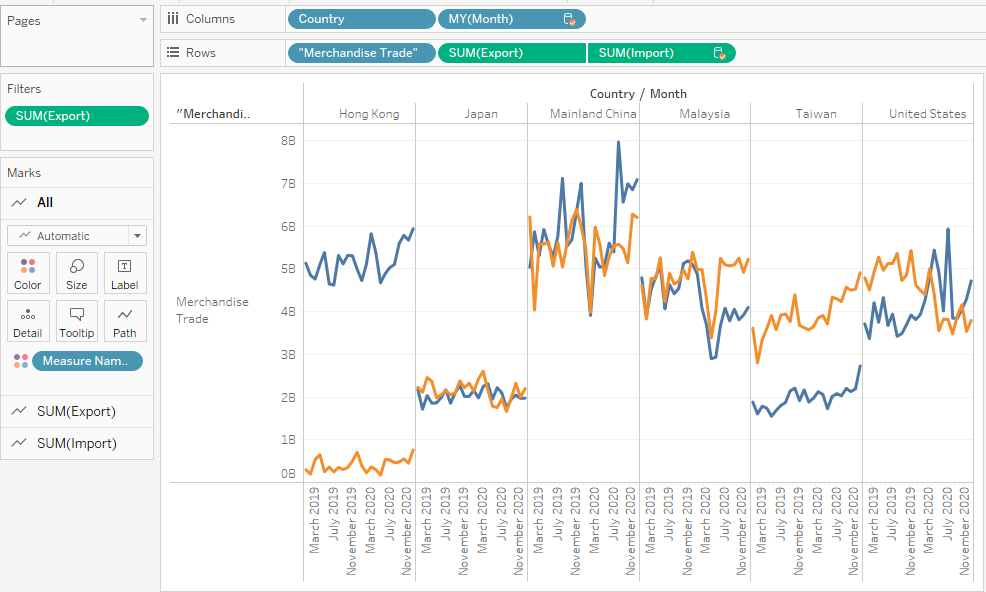 Pages
Columns
Country
MY(Month)
Rows
"Merchandise Trade"
SUM(Export)
SUM(Import)
Filters
SUM(Export)
Marks
All
Automatic
Color
Size
Label
Detail
Tooltip
Path
Measure Nam..
SUM(Export)
SUM(Import)
Country / Month
"Merchandi..
Hong Kong
Japan
Mainland China
Malaysia
Taiwan
United States
Merchandise
Trade
8B
7B
6B
5B
4B
3B
2B
1B
0B
March 2019
July 2019
November 2019
March 2020
July 2020
November 2020
March 2019
July 2019
November 2019
March 2020
July 2020
November 2020
March 2019
July 2019
November 2019
March 2020
July 2020
November 2020
March 2019
July 2019
November 2019
March 2020
July 2020
November 2020
March 2019
July 2019
November 2019
March 2020
July 2020
November 2020
March 2019
July 2019
November 2019
March 2020
July 2020
November 2020